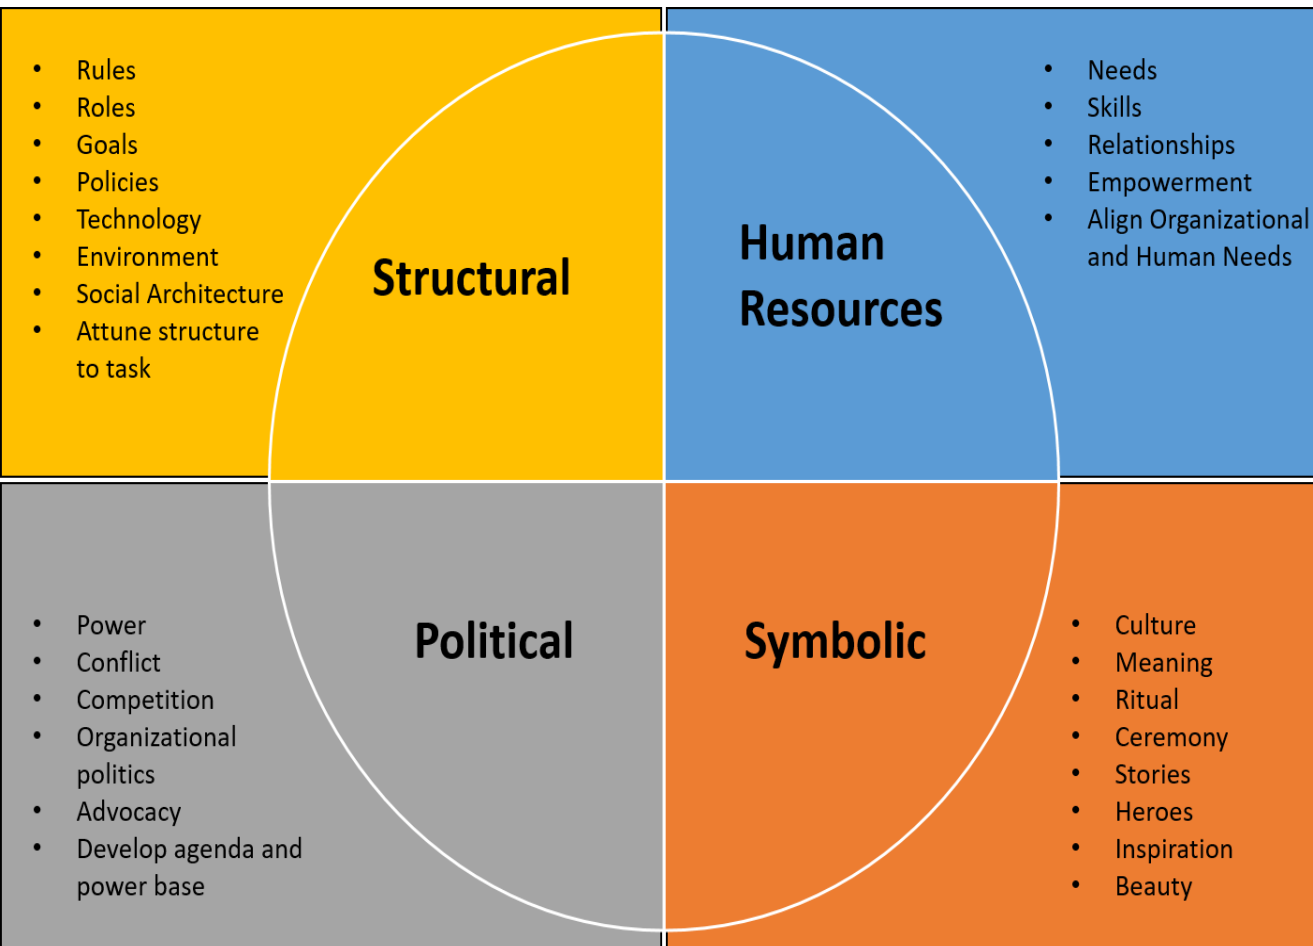 • Rules
• Roles
• Goals
• Policies
• Technology
• Environment
• Social Architecture
• Attune structure
to task
Structural
Human
Resources
• Needs
• Skills
• Relationships
• Empowerment
• Align Organizational
and Human Needs
• Power
• Conflict
• Competition
• Organizational
politics
• Advocacy
• Develop agenda and
power base
Political
Symbolic
• Culture
• Meaning
• Ritual
• Ceremony
• Stories
• Heroes
• Inspiration
• Beauty